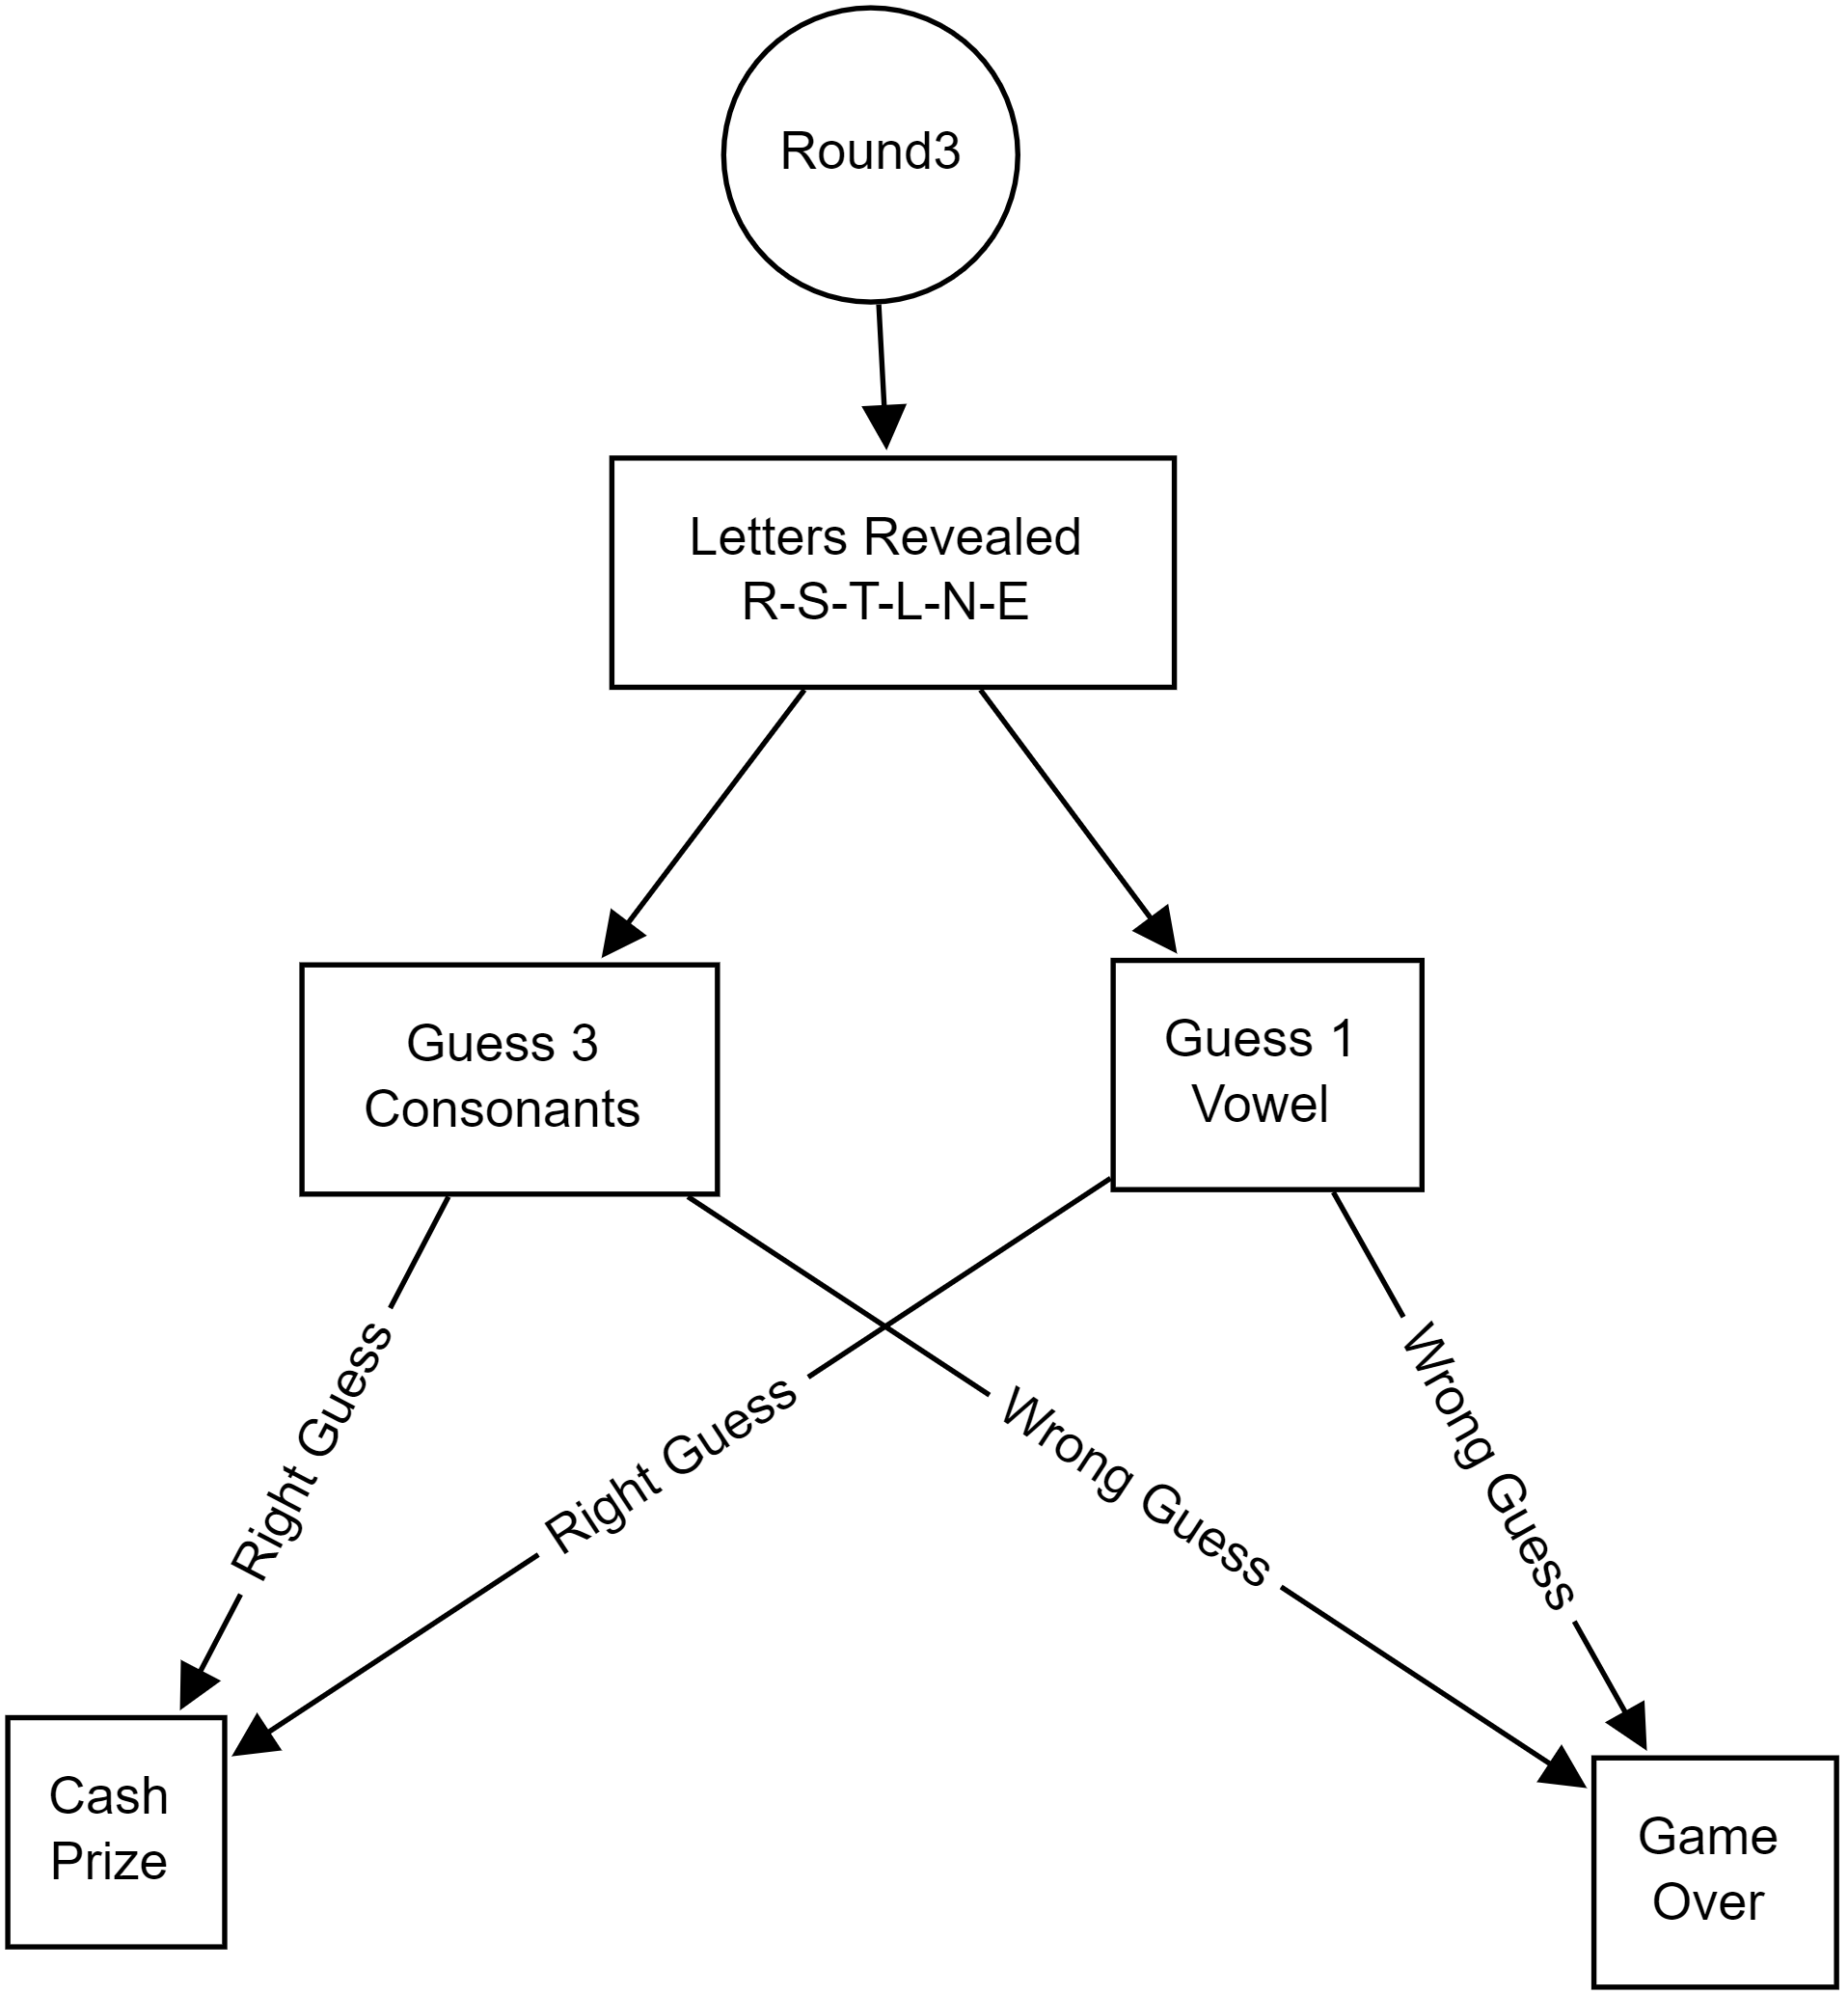 Round3
Letters Revealed
R-S-T-L-N-E
Guess 3
Consonants
Guess 1
Vowel
Right Guess
Right Guess
Wrong Guess
Wrong Guess
Cash
Prize
Game
Over